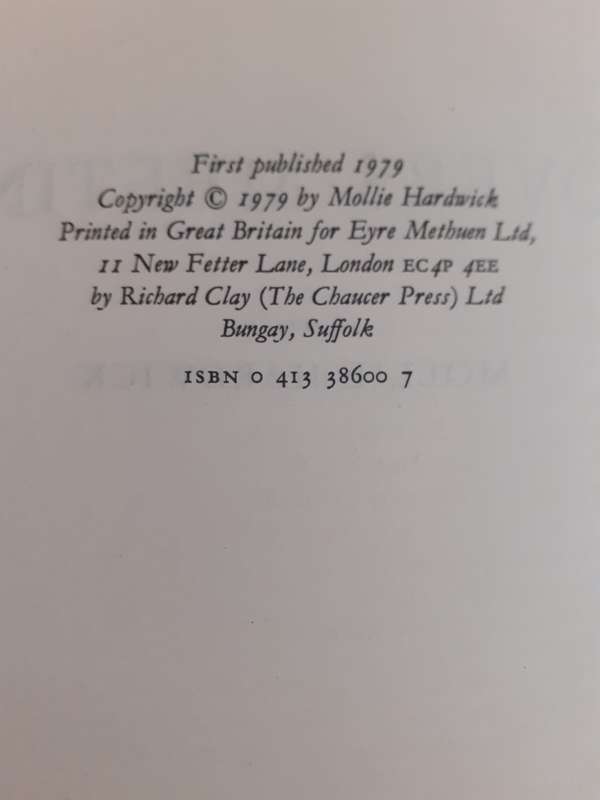 First published 1979
Copyright © 1979 by Mollie Hardwick
Printed in Great Britain for Eyre Methuen Ltd,
11 New Fetter Lane, London EC4P 4EE
by Richard Clay (The Chaucer Press) Ltd
Bungay, Suffolk
ISBN 0 413 38600 7